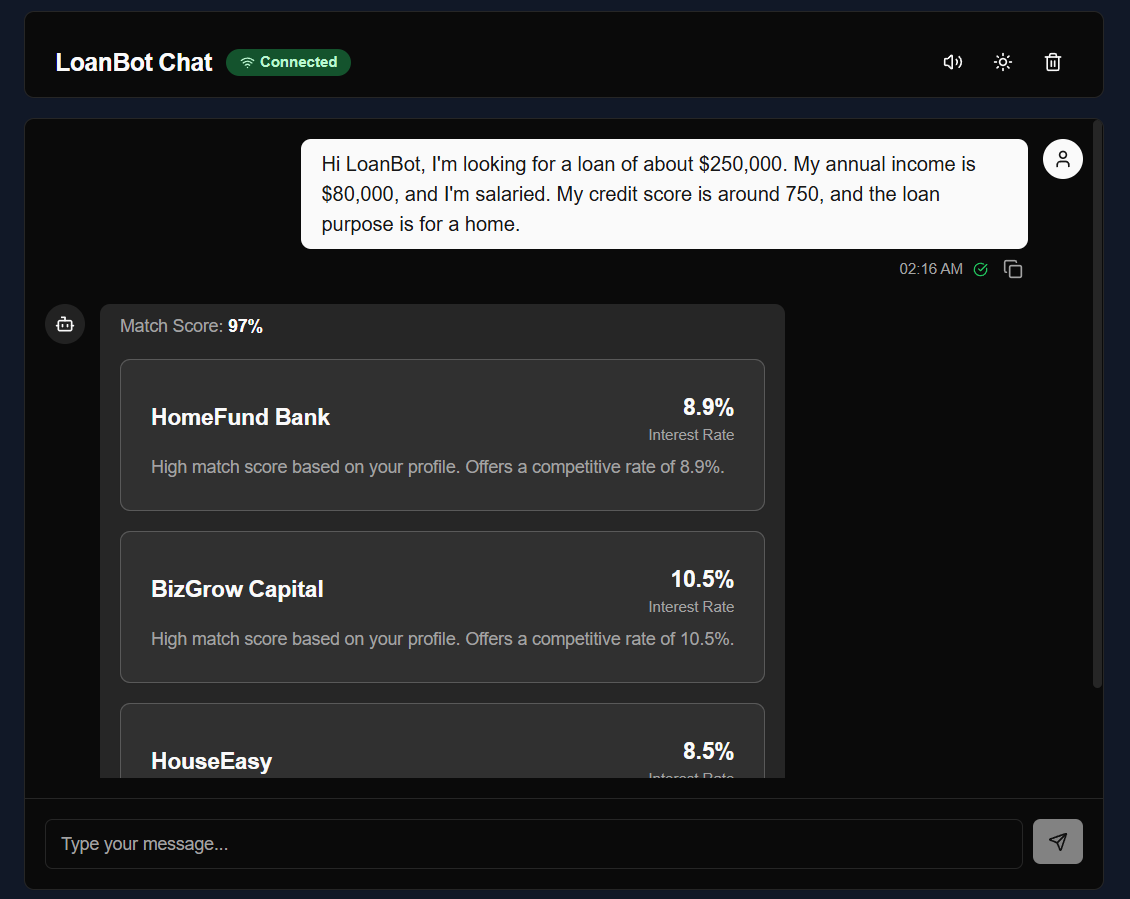 LoanBot Chat
Connected
Hi LoanBot, I'm looking for a loan of about $250,000. My annual income is
$80,000, and I'm salaried. My credit score is around 750, and the loan
purpose is for a home.
02:16 AM
Match Score: 97%
HomeFund Bank
8.9%
Interest Rate
High match score based on your profile. Offers a competitive rate of 8.9%.
BizGrow Capital
10.5%
Interest Rate
High match score based on your profile. Offers a competitive rate of 10.5%.
HouseEasy
8.5%
Interest Rate
Type your message...